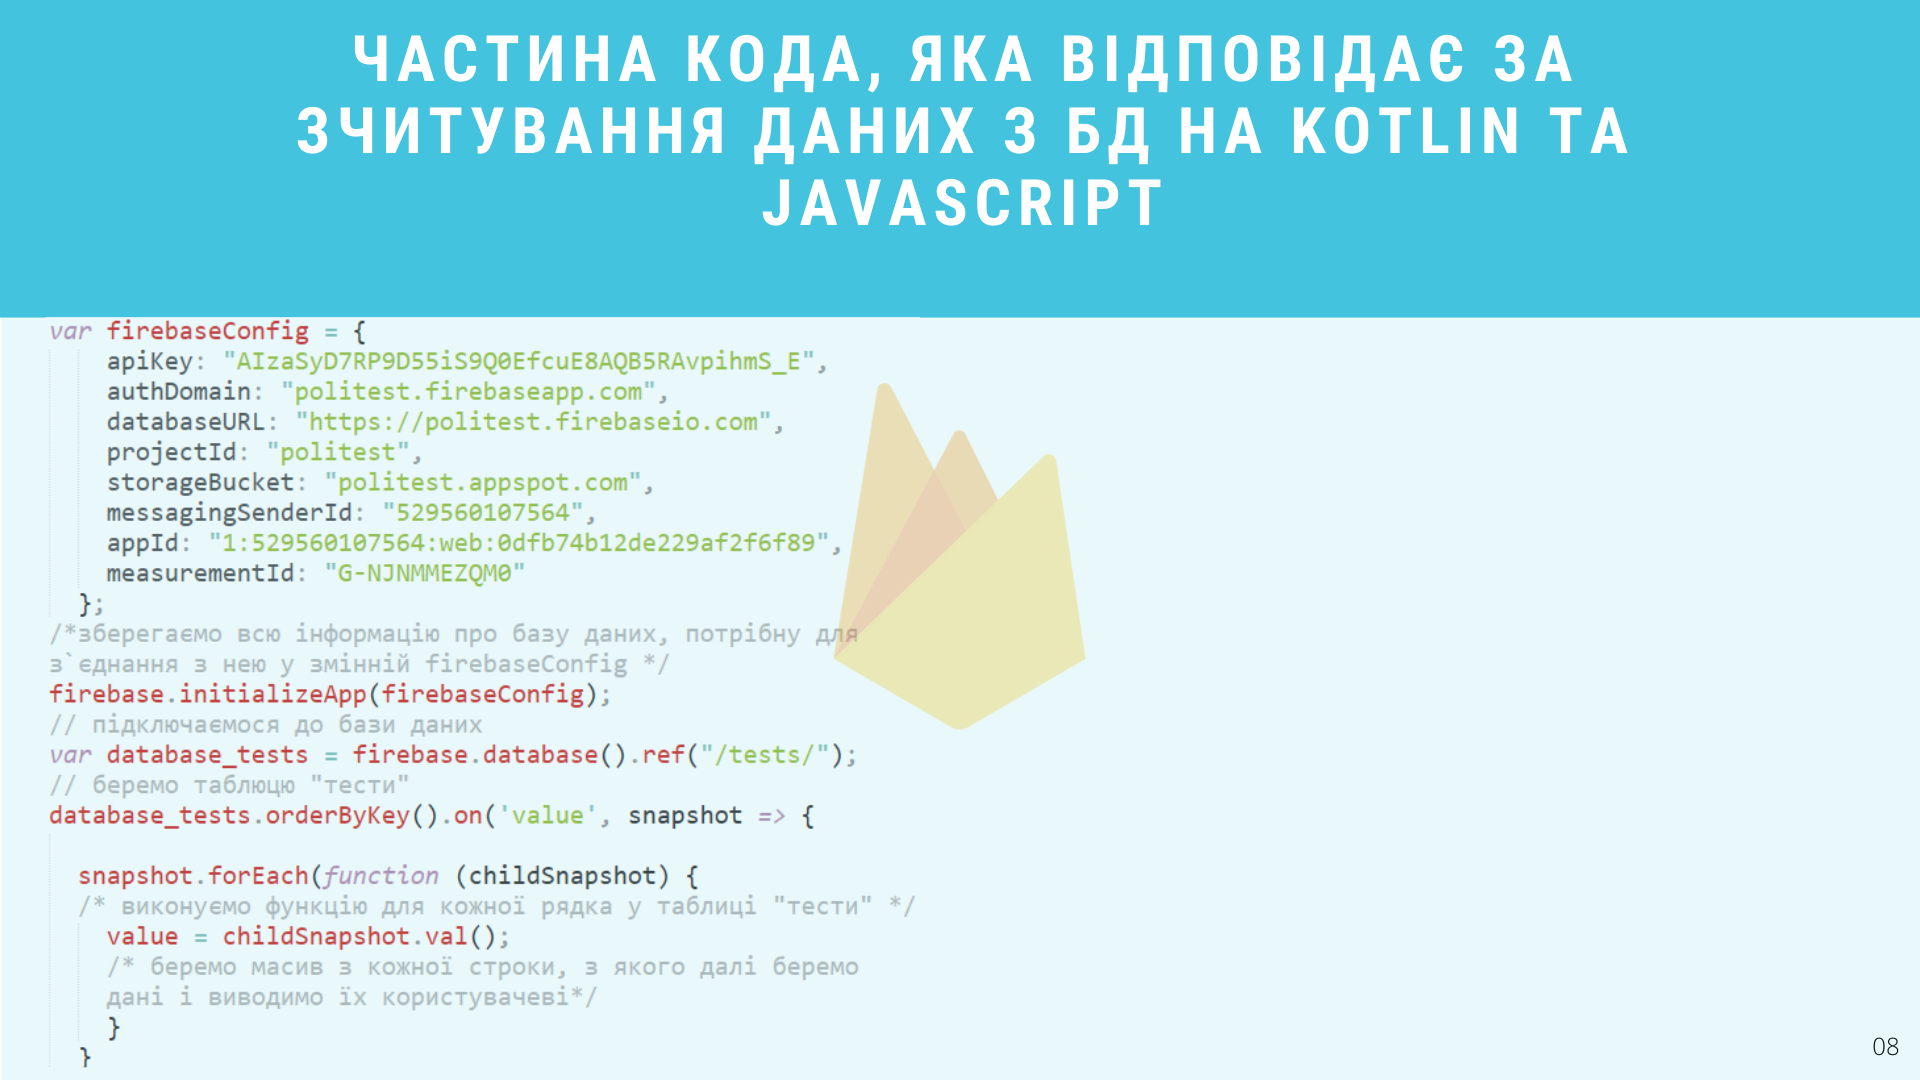 ЧАСТИНА КОДА, ЯКА ВІДПОВІДАЄ ЗА
ЗЧИТУВАННЯ ДАНИХ З БД НА KOTLIN ТА
JAVASCRIPT
var firebaseConfig = {
apiKey: "AIzaSyD7RP9D55iS9Q0EfcuE8AQB5RAvpihmS_E",
authDomain: "politest.firebaseapp.com",
databaseURL: "https://politest.firebaseio.com",
projectId: "politest",
storageBucket: "politest.appspot.com",
messagingSenderId: "529560107564",
appId: "1:529560107564:web:0dfb74b12de229af2f6f89",
measurementId: "G-NJNMMEZQM0"
};
/*зберегаємо всю інформацію про базу даних, потрібну для
з`єднання з нею у змінній firebaseConfig */
firebase.initializeApp(firebaseConfig);
// підключаємося до бази даних
var database_tests = firebase.database().ref("/tests/");
// беремо таблюцю "тести"
database_tests.orderByKey().on('value', snapshot => {
snapshot.forEach(function (childSnapshot) {
/* виконуємо функцію для кожної рядка у таблиці "тести" */
value = childSnapshot.val();
/* беремо масив з кожної строки, з якого далі беремо
дані і виводимо їх користувачеві*/
}
}
08